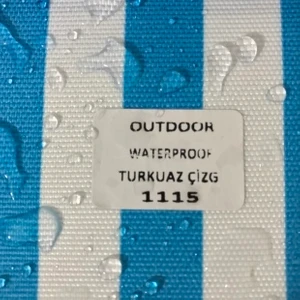 OUTDOOR
WATERPROOF
TURKUAZ ÇİZG
1115